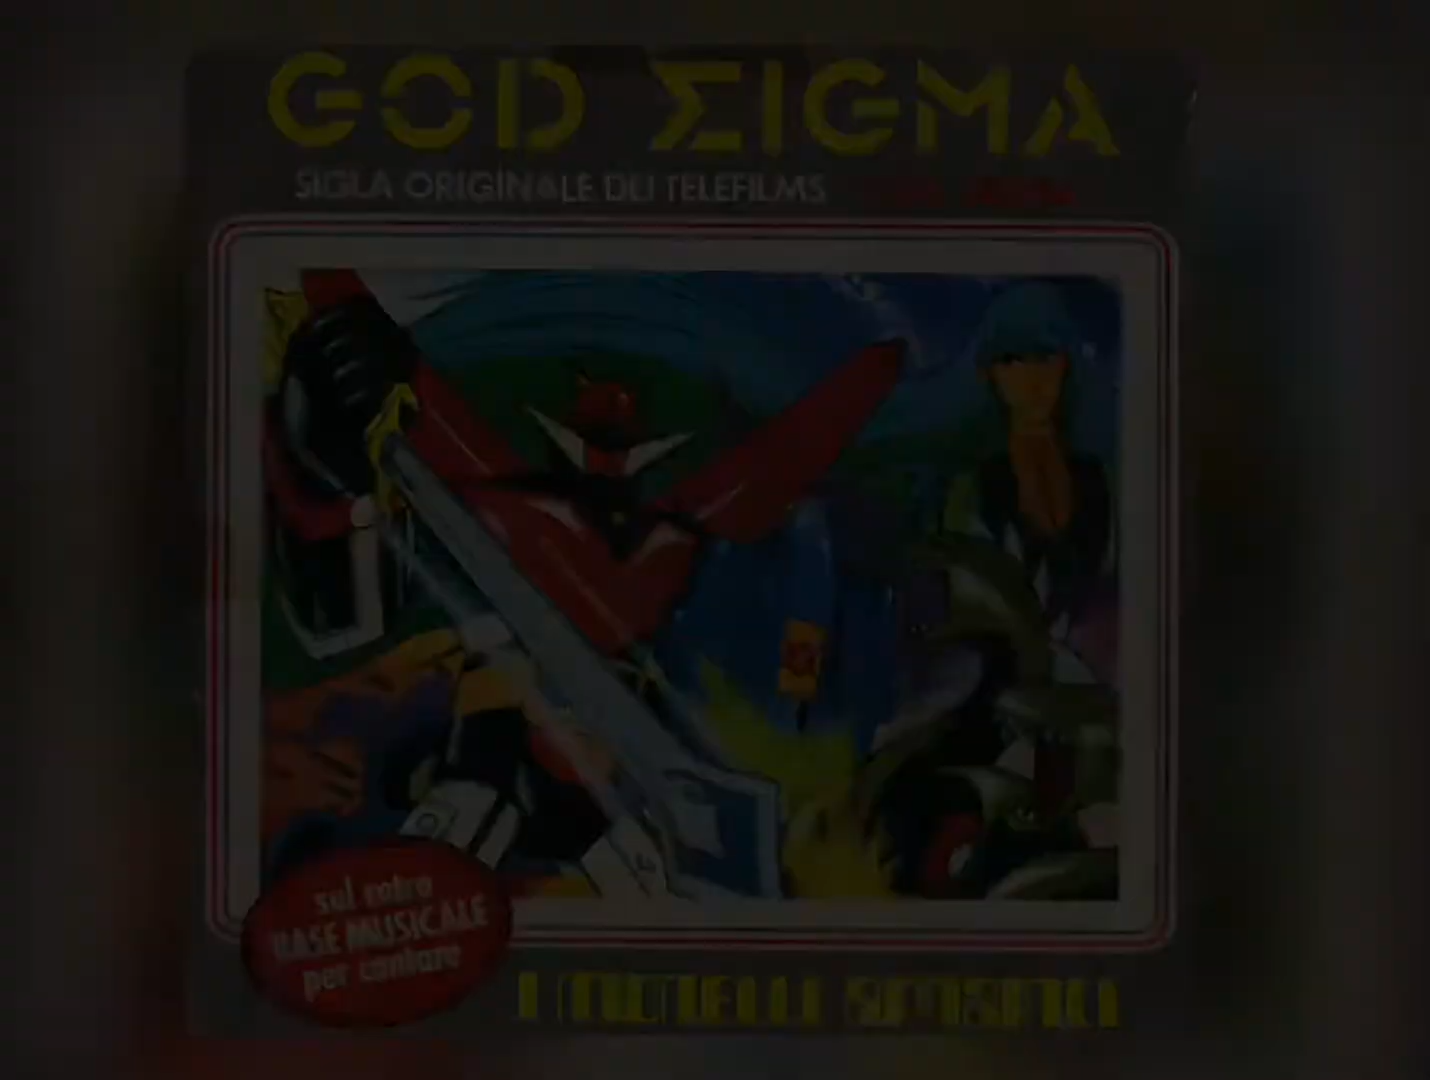 GOD ΣIGMA
SIGLA ORIGINALE DEI TELEFILMS
sul retro
BASE MUSICALE
per cantare